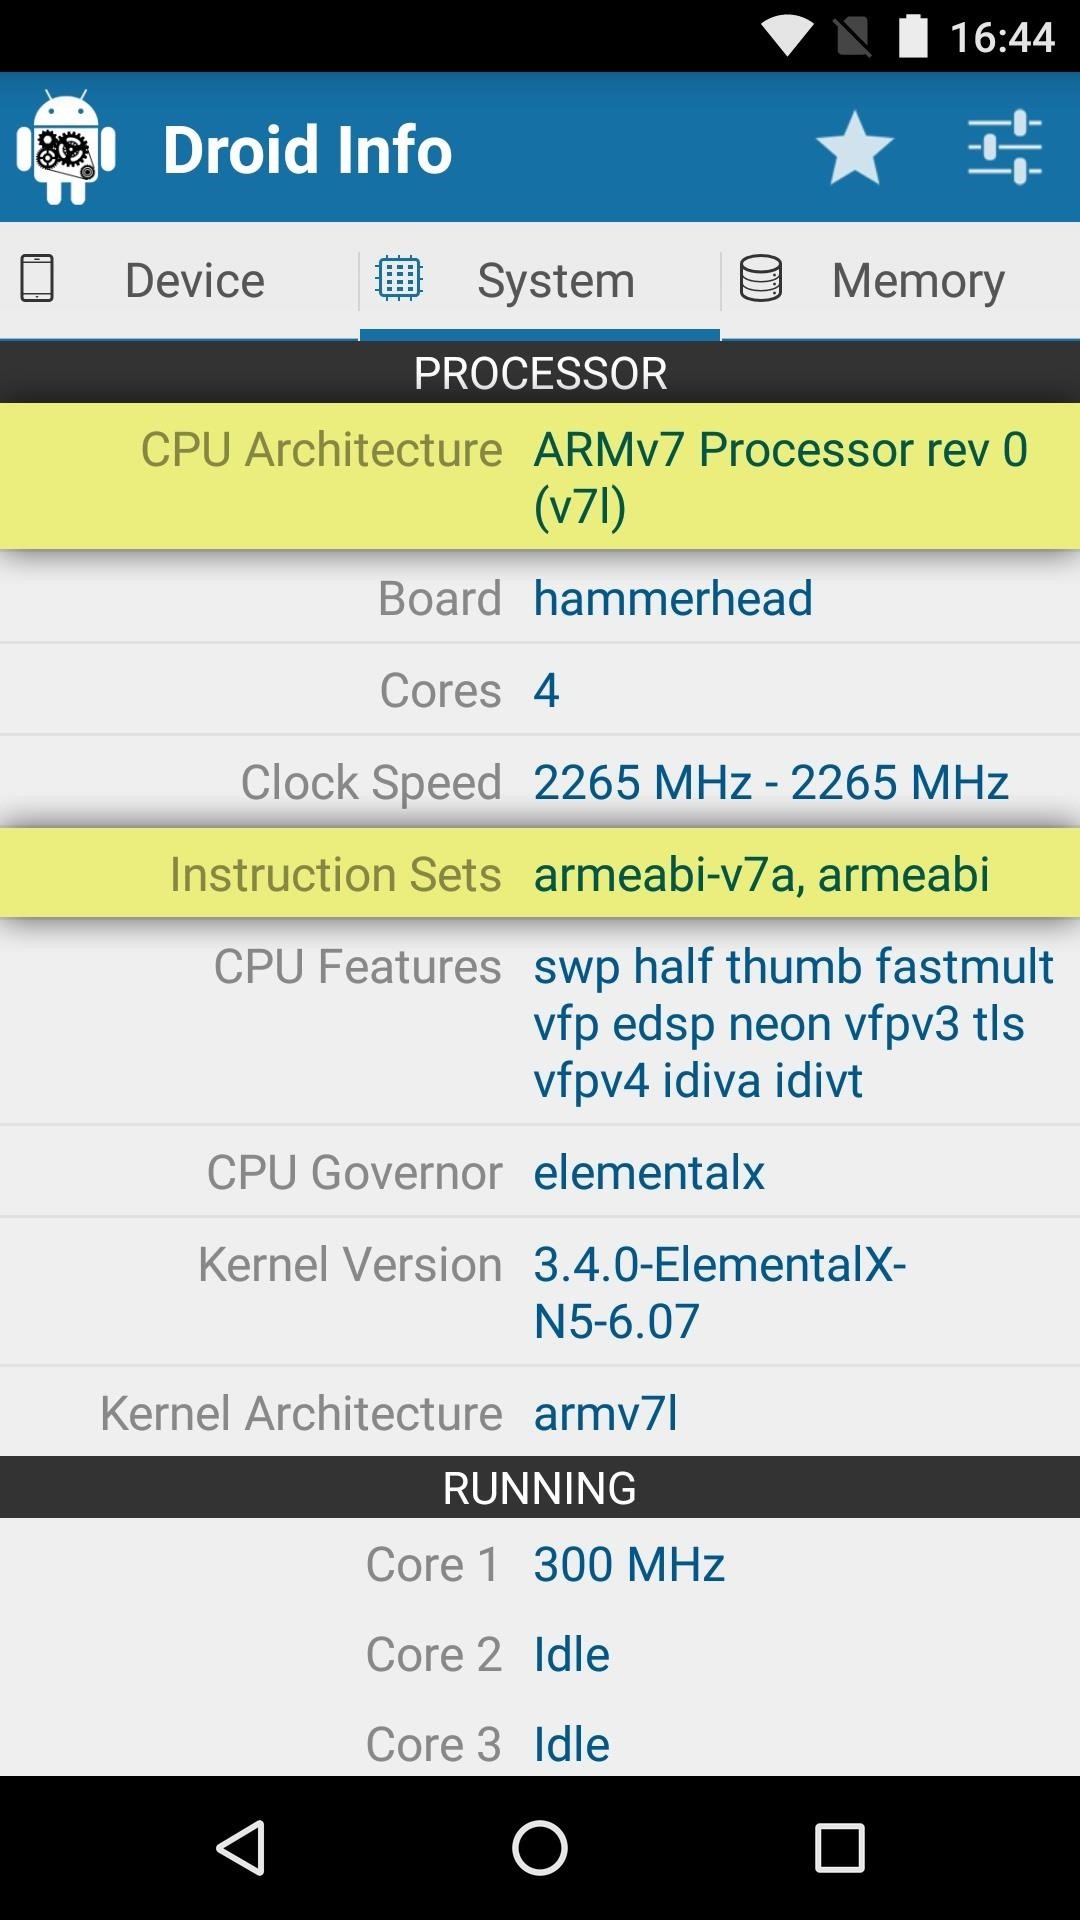 16:44
Droid Info
Device System Memory
PROCESSOR
CPU Architecture ARMv7 Processor rev 0
(v7l)
Board hammerhead
Cores 4
Clock Speed 2265 MHz - 2265 MHz
Instruction Sets armeabi-v7a, armeabi
CPU Features swp half thumb fastmult
vfp edsp neon vfpv3 tls
vfpv4 idiva idivt
CPU Governor elementalx
Kernel Version 3.4.0-ElementalX-
N5-6.07
Kernel Architecture armv7l
RUNNING
Core 1 300 MHz
Core 2 Idle
Core 3 Idle